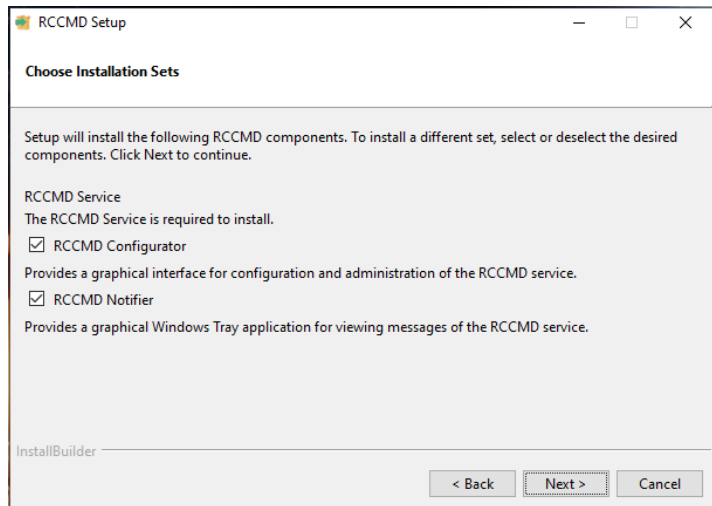 RCCMD Setup
Choose Installation Sets
Setup will install the following RCCMD components. To install a different set, select or deselect the desired
components. Click Next to continue.
RCCMD Service
The RCCMD Service is required to install.
RCCMD Configurator
Provides a graphical interface for configuration and administration of the RCCMD service.
RCCMD Notifier
Provides a graphical Windows Tray application for viewing messages of the RCCMD service.
InstallBuilder
< Back Next > Cancel